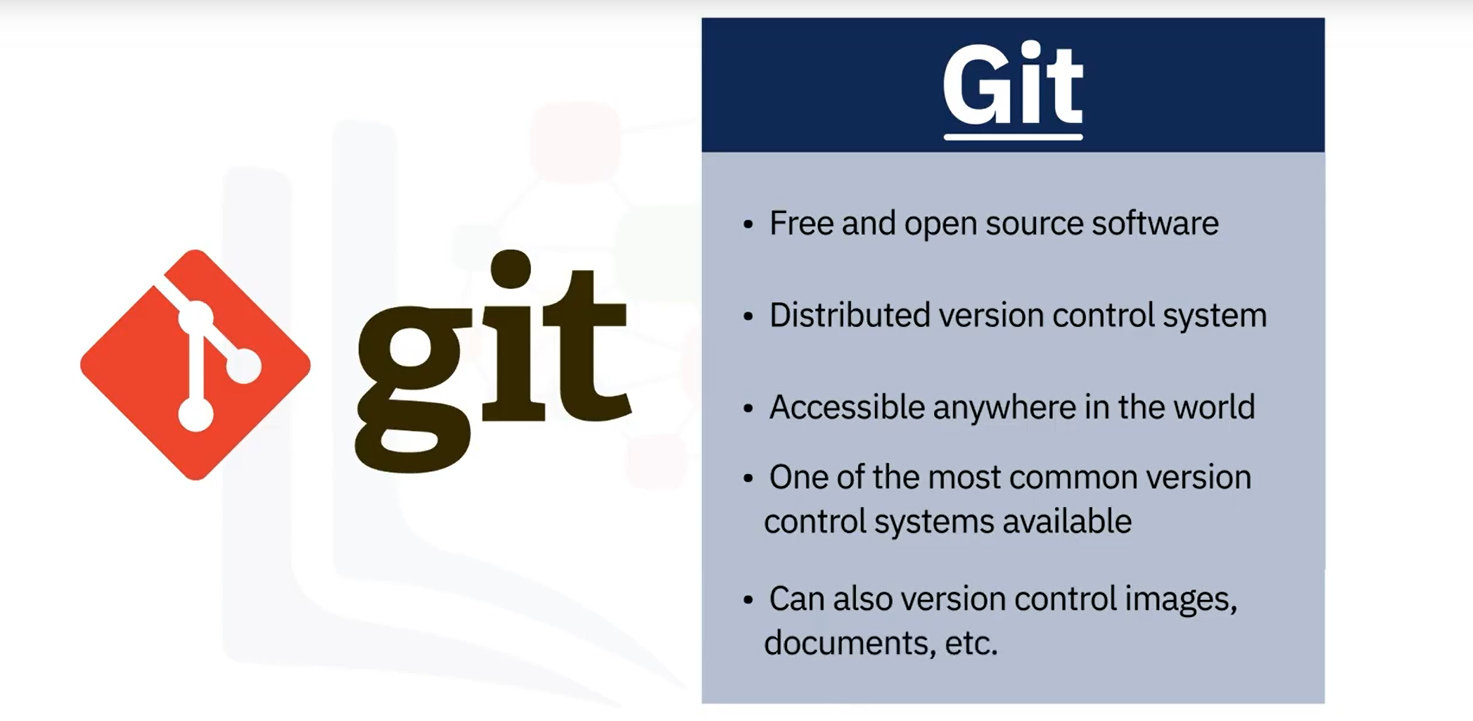 git
Git
• Free and open source software
• Distributed version control system
• Accessible anywhere in the world
• One of the most common version
control systems available
• Can also version control images,
documents, etc.